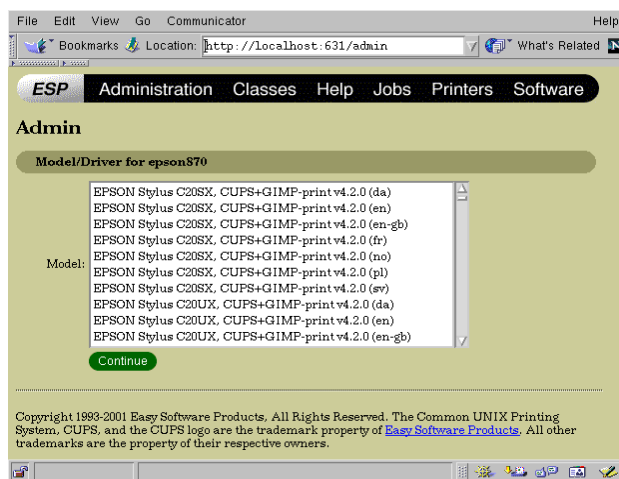 File Edit View Go Communicator Help
Bookmarks Location: http://localhost:631/admin What's Related N
ESP Administration Classes Help Jobs Printers Software
Admin
Model/Driver for epson870
EPSON Stylus C20SX, CUPS+GIMP-print v4.2.0 (da)
EPSON Stylus C20SX, CUPS+GIMP-print v4.2.0 (en)
EPSON Stylus C20SX, CUPS+GIMP-print v4.2.0 (en-gb)
EPSON Stylus C20SX, CUPS+GIMP-print v4.2.0 (fr)
Model: EPSON Stylus C20SX, CUPS+GIMP-print v4.2.0 (no)
EPSON Stylus C20SX, CUPS+GIMP-print v4.2.0 (pl)
EPSON Stylus C20SX, CUPS+GIMP-print v4.2.0 (sv)
EPSON Stylus C20UX, CUPS+GIMP-print v4.2.0 (da)
EPSON Stylus C20UX, CUPS+GIMP-print v4.2.0 (en)
EPSON Stylus C20UX, CUPS+GIMP-print v4.2.0 (en-gb)
Continue
Copyright 1993-2001 Easy Software Products, All Rights Reserved. The Common UNIX Printing
System, CUPS, and the CUPS logo are the trademark property of Easy Software Products. All other
trademarks are the property of their respective owners.